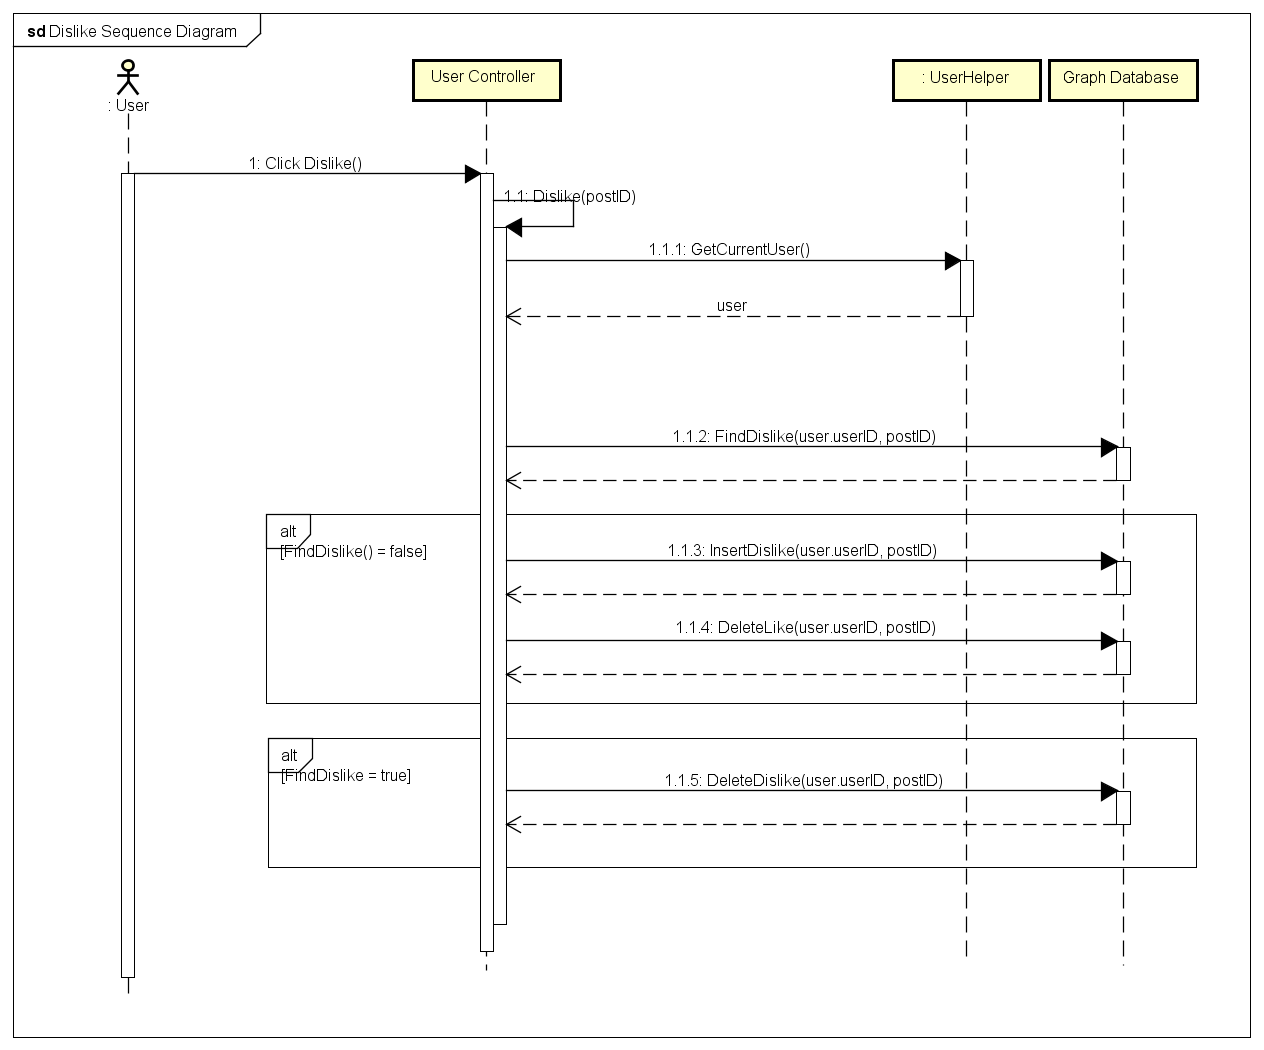 sd Dislike Sequence Diagram
: User
User Controller
: UserHelper
Graph Database
1: Click Dislike()
1.1: Dislike(postID)
1.1.1: GetCurrentUser()
user
1.1.2: FindDislike(user.userID, postID)
alt
[FindDislike() = false]
1.1.3: InsertDislike(user.userID, postID)
1.1.4: DeleteLike(user.userID, postID)
alt
[FindDislike = true]
1.1.5: DeleteDislike(user.userID, postID)